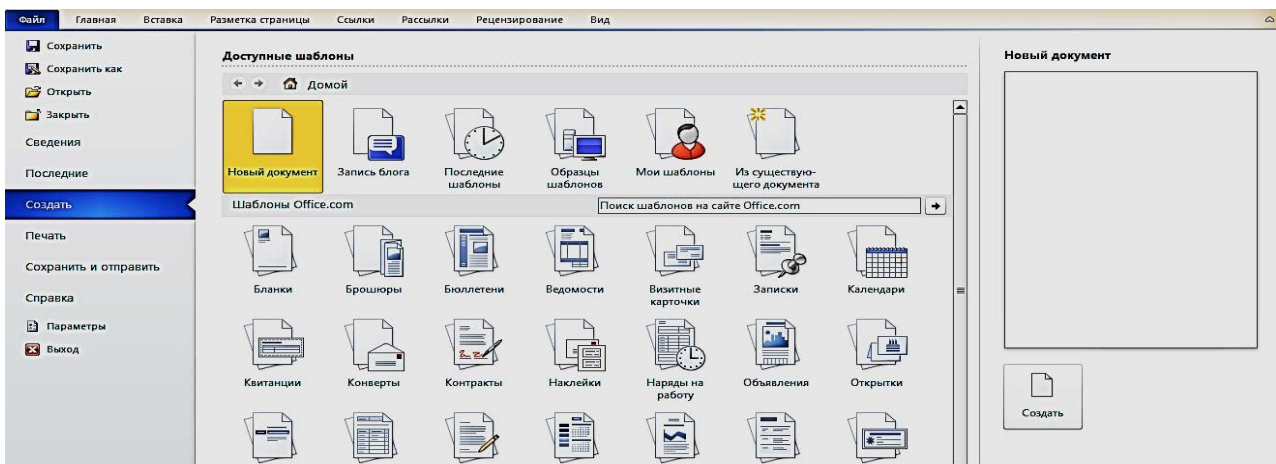 Файл Главная Вставка Разметка страницы Ссылки Рассылки Рецензирование Вид
Сохранить
Сохранить как
Открыть
Закрыть
Сведения
Последние
Создать
Печать
Сохранить и отправить
Справка
Параметры
Выход
Доступные шаблоны
Домой
Новый документ
Запись блога
Последние
шаблоны
Образцы
шаблонов
Мои шаблоны
Из существую-
щего документа
Шаблоны Office.com
Поиск шаблонов на сайте Office.com
Бланки
Брошюры
Бюллетени
Ведомости
Визитные
карточки
Записки
Календари
Квитанции
Конверты
Контракты
Наклейки
Наряды на
работу
Объявления
Открытки
Новый документ
Создать